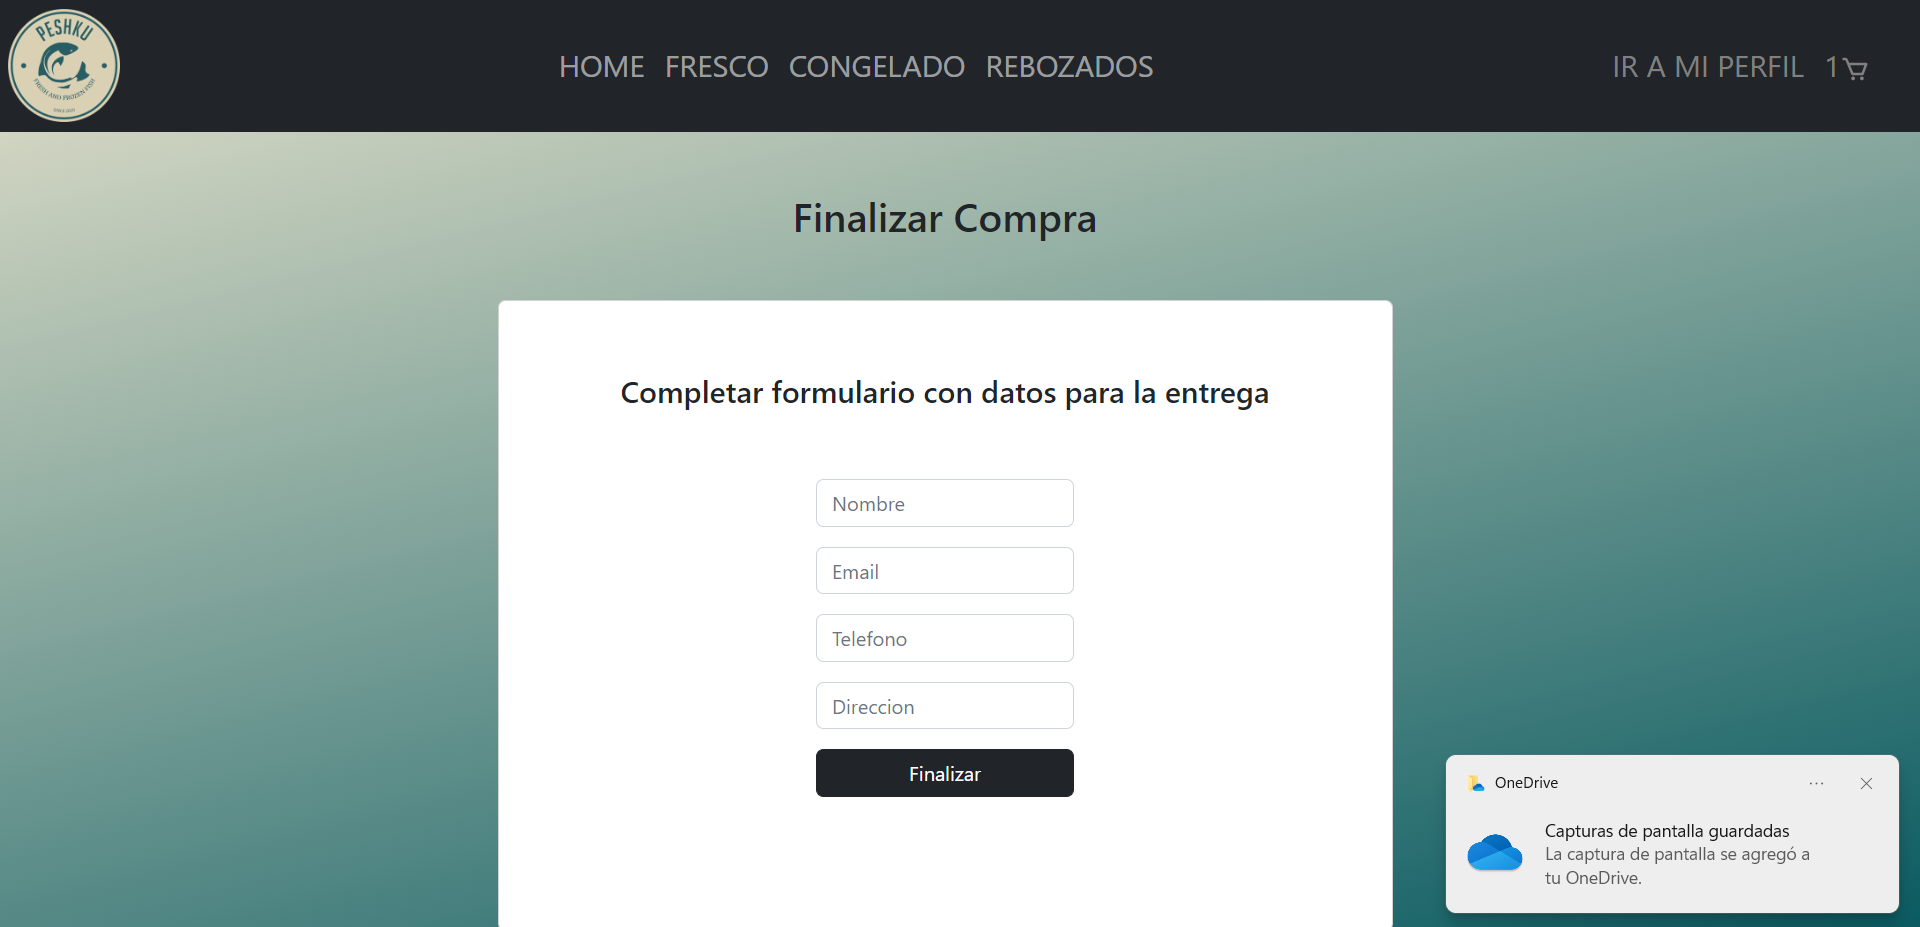 PESHKU
FRESH AND FROZEN FISH
HOME FRESCO CONGELADO REBOZADOS
IR A MI PERFIL 1
Finalizar Compra
Completar formulario con datos para la entrega
Nombre
Email
Telefono
Direccion
Finalizar
OneDrive
Capturas de pantalla guardadas
La captura de pantalla se agregó a
tu OneDrive.